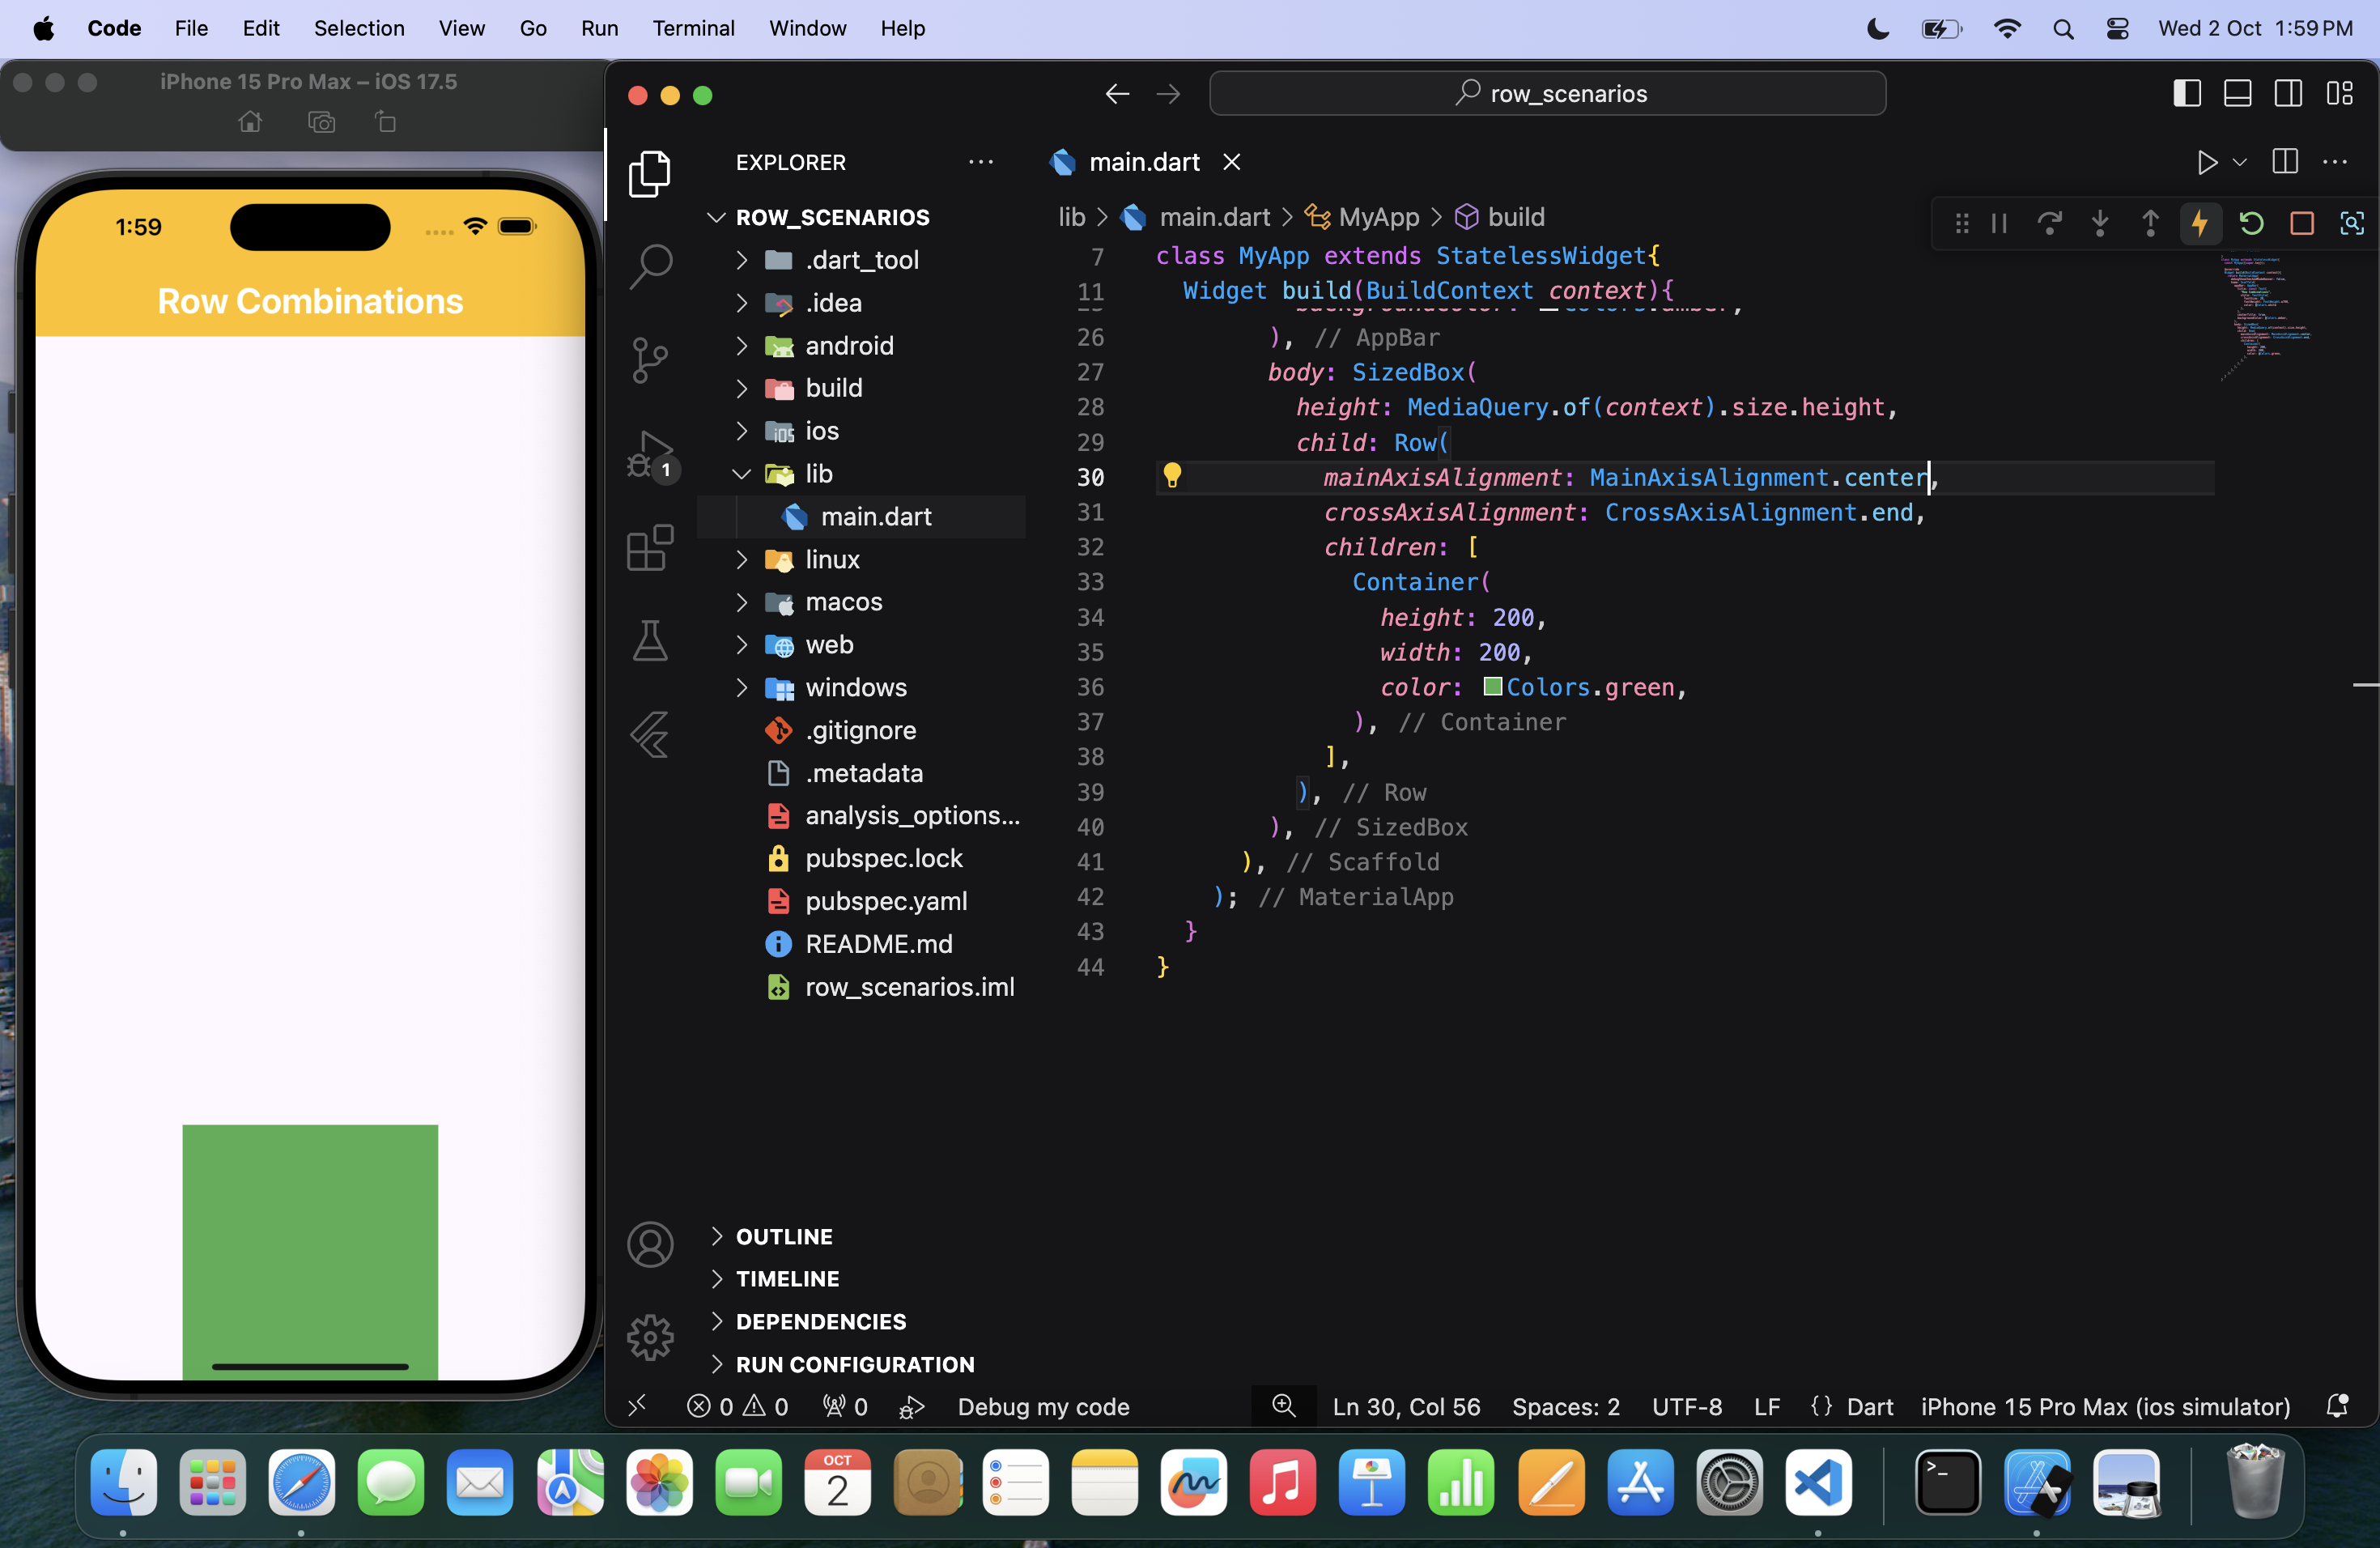 Code File Edit Selection View Go Run Terminal Window Help Wed 2 Oct 1:59 PM
iPhone 15 Pro Max – iOS 17.5
1:59
Row Combinations
row_scenarios
EXPLORER
ROW_SCENARIOS
.dart_tool
.idea
android
build
ios
lib
main.dart
linux
macos
web
windows
.gitignore
.metadata
analysis_options...
pubspec.lock
pubspec.yaml
README.md
row_scenarios.iml
OUTLINE
TIMELINE
DEPENDENCIES
RUN CONFIGURATION
1
main.dart
lib > main.dart > MyApp > build
7 class MyApp extends StatelessWidget{
11 Widget build(BuildContext context){
26 ), // AppBar
27 body: SizedBox(
28 height: MediaQuery.of(context).size.height,
29 child: Row(
30 mainAxisAlignment: MainAxisAlignment.center,
31 crossAxisAlignment: CrossAxisAlignment.end,
32 children: [
33 Container(
34 height: 200,
35 width: 200,
36 color: Colors.green,
37 ), // Container
38 ],
39 ), // Row
40 ), // SizedBox
41 ), // Scaffold
42 ); // MaterialApp
43 }
44 }
0 0 0 Debug my code Ln 30, Col 56 Spaces: 2 UTF-8 LF {} Dart iPhone 15 Pro Max (ios simulator)
OCT
2